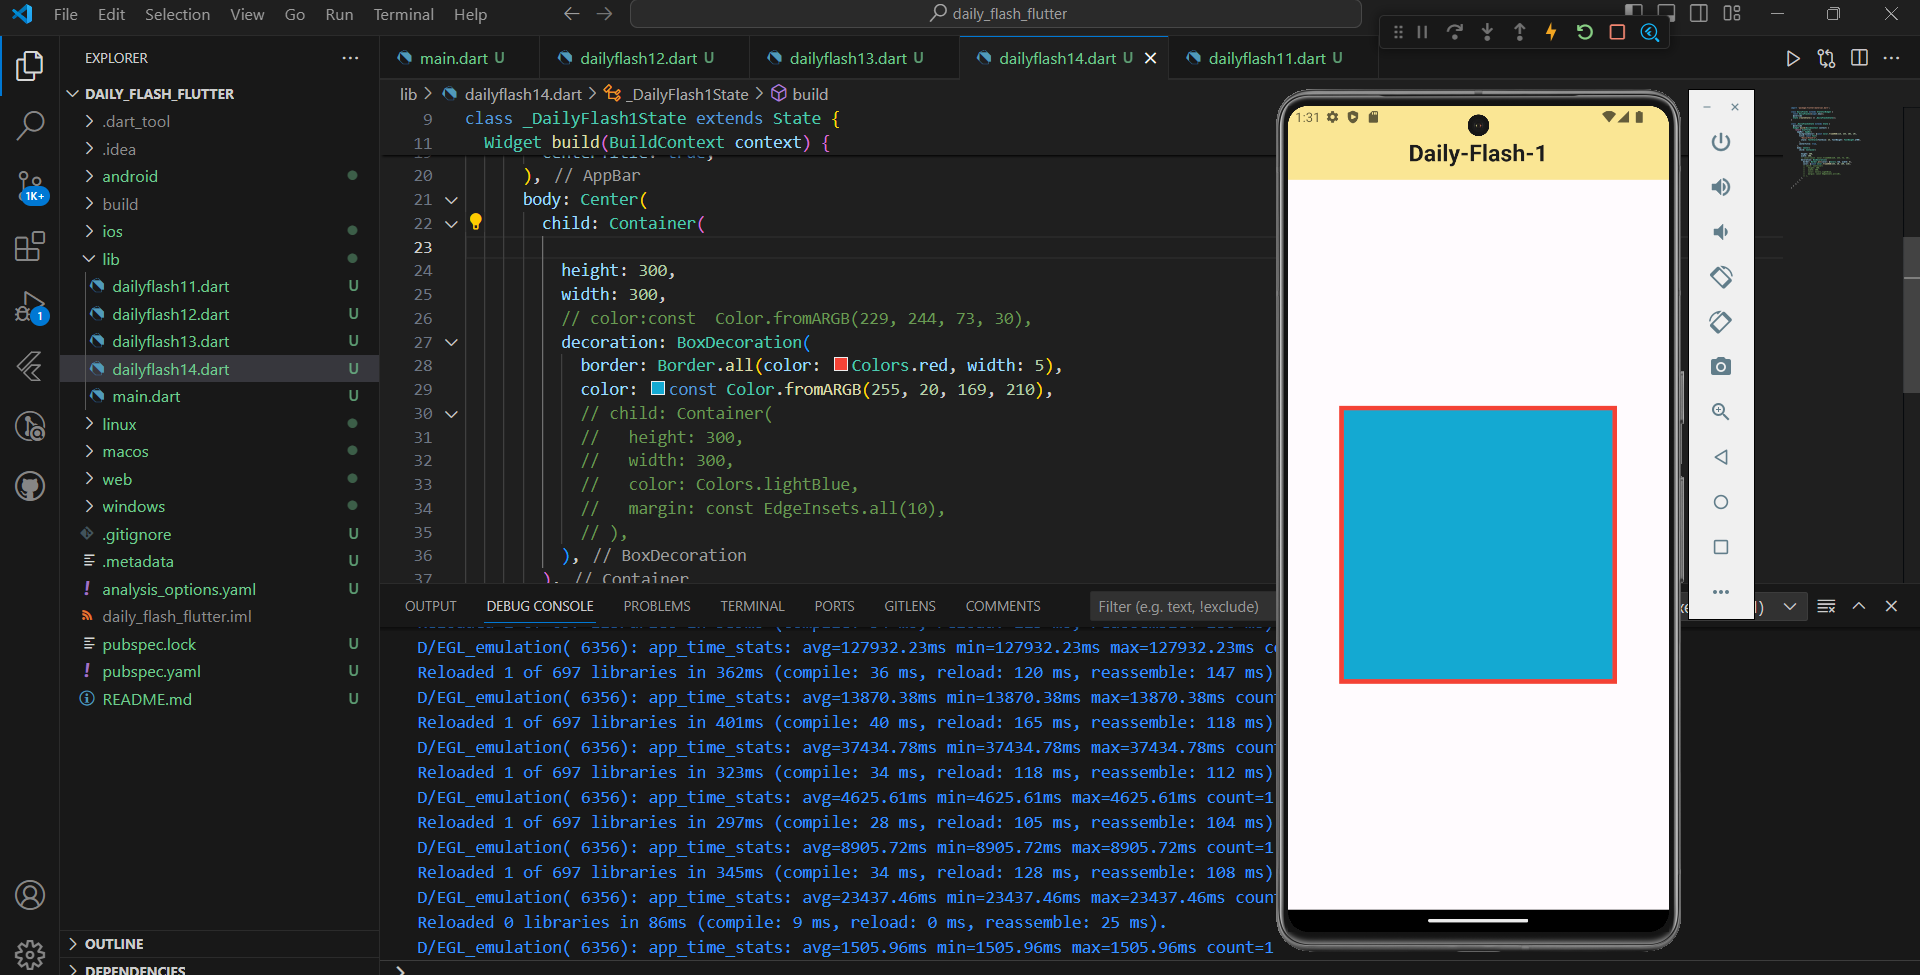 File Edit Selection View Go Run Terminal Help
daily_flash_flutter
EXPLORER
DAILY_FLASH_FLUTTER
.dart_tool
.idea
android
build
ios
lib
dailyflash11.dart U
dailyflash12.dart U
dailyflash13.dart U
dailyflash14.dart U
main.dart U
linux
macos
web
windows
.gitignore U
.metadata U
analysis_options.yaml U
daily_flash_flutter.iml
pubspec.lock U
pubspec.yaml U
README.md U
OUTLINE
DEPENDENCIES
1K+
1
main.dart U
dailyflash12.dart U
dailyflash13.dart U
dailyflash14.dart U
dailyflash11.dart U
lib > dailyflash14.dart > _DailyFlash1State > build
9 class _DailyFlash1State extends State {
11 Widget build(BuildContext context) {
20 ), // AppBar
21 body: Center(
22 child: Container(
23
24 height: 300,
25 width: 300,
26 // color:const  Color.fromARGB(229, 244, 73, 30),
27 decoration: BoxDecoration(
28 border: Border.all(color: Colors.red, width: 5),
29 color: const Color.fromARGB(255, 20, 169, 210),
30 // child: Container(
31 //   height: 300,
32 //   width: 300,
33 //   color: Colors.lightBlue,
34 //   margin: const EdgeInsets.all(10),
35 // ),
36 ), // BoxDecoration
37 ), // Container
OUTPUT DEBUG CONSOLE PROBLEMS TERMINAL PORTS GITLENS COMMENTS
Filter (e.g. text, !exclude)
D/EGL_emulation( 6356): app_time_stats: avg=127932.23ms min=127932.23ms max=127932.23ms
Reloaded 1 of 697 libraries in 362ms (compile: 36 ms, reload: 120 ms, reassemble: 147 ms)
D/EGL_emulation( 6356): app_time_stats: avg=13870.38ms min=13870.38ms max=13870.38ms count
Reloaded 1 of 697 libraries in 401ms (compile: 40 ms, reload: 165 ms, reassemble: 118 ms)
D/EGL_emulation( 6356): app_time_stats: avg=37434.78ms min=37434.78ms max=37434.78ms count
Reloaded 1 of 697 libraries in 323ms (compile: 34 ms, reload: 118 ms, reassemble: 112 ms)
D/EGL_emulation( 6356): app_time_stats: avg=4625.61ms min=4625.61ms max=4625.61ms count=1
Reloaded 1 of 697 libraries in 297ms (compile: 28 ms, reload: 105 ms, reassemble: 104 ms)
D/EGL_emulation( 6356): app_time_stats: avg=8905.72ms min=8905.72ms max=8905.72ms count=1
Reloaded 1 of 697 libraries in 345ms (compile: 34 ms, reload: 128 ms, reassemble: 108 ms)
D/EGL_emulation( 6356): app_time_stats: avg=23437.46ms min=23437.46ms max=23437.46ms count=1
Reloaded 0 libraries in 86ms (compile: 9 ms, reload: 0 ms, reassemble: 25 ms).
D/EGL_emulation( 6356): app_time_stats: avg=1505.96ms min=1505.96ms max=1505.96ms count=1
1:31
Daily-Flash-1